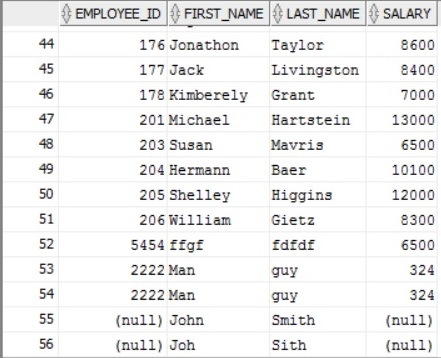 EMPLOYEE_ID FIRST_NAME LAST_NAME SALARY
44 176 Jonathon Taylor 8600
45 177 Jack Livingston 8400
46 178 Kimberely Grant 7000
47 201 Michael Hartstein 13000
48 203 Susan Mavris 6500
49 204 Hermann Baer 10100
50 205 Shelley Higgins 12000
51 206 William Gietz 8300
52 5454 ffgf fdfdf 6500
53 2222 Man guy 324
54 2222 Man guy 324
55 (null) John Smith (null)
56 (null) Joh Sith (null)